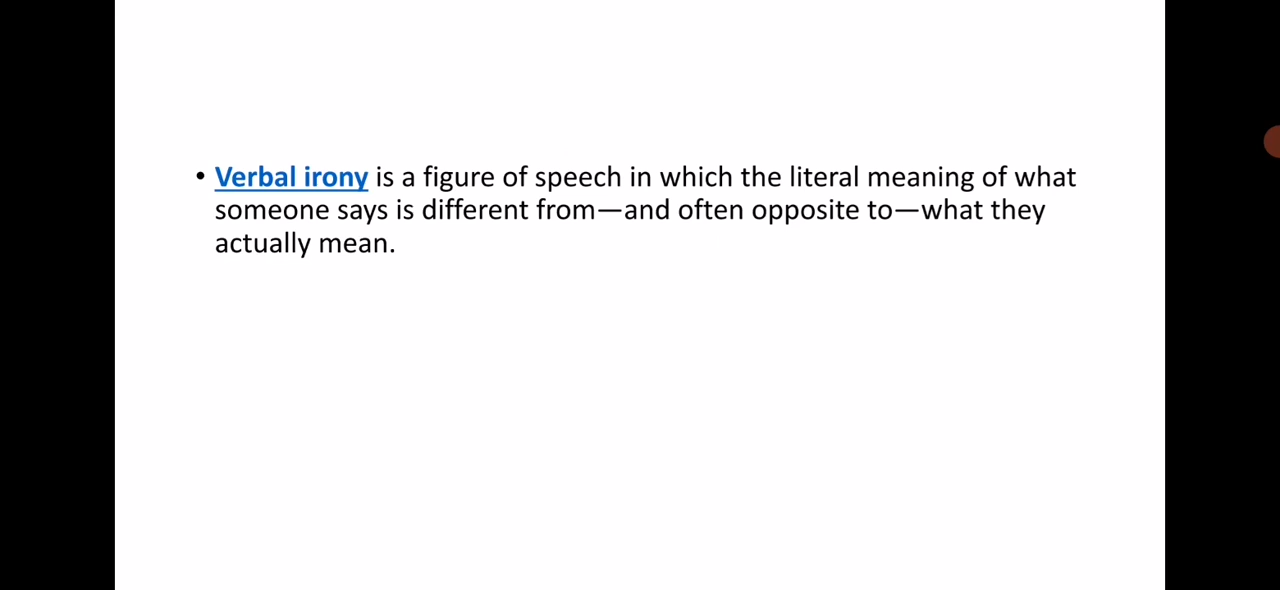 • Verbal irony is a figure of speech in which the literal meaning of what
someone says is different from—and often opposite to—what they
actually mean.